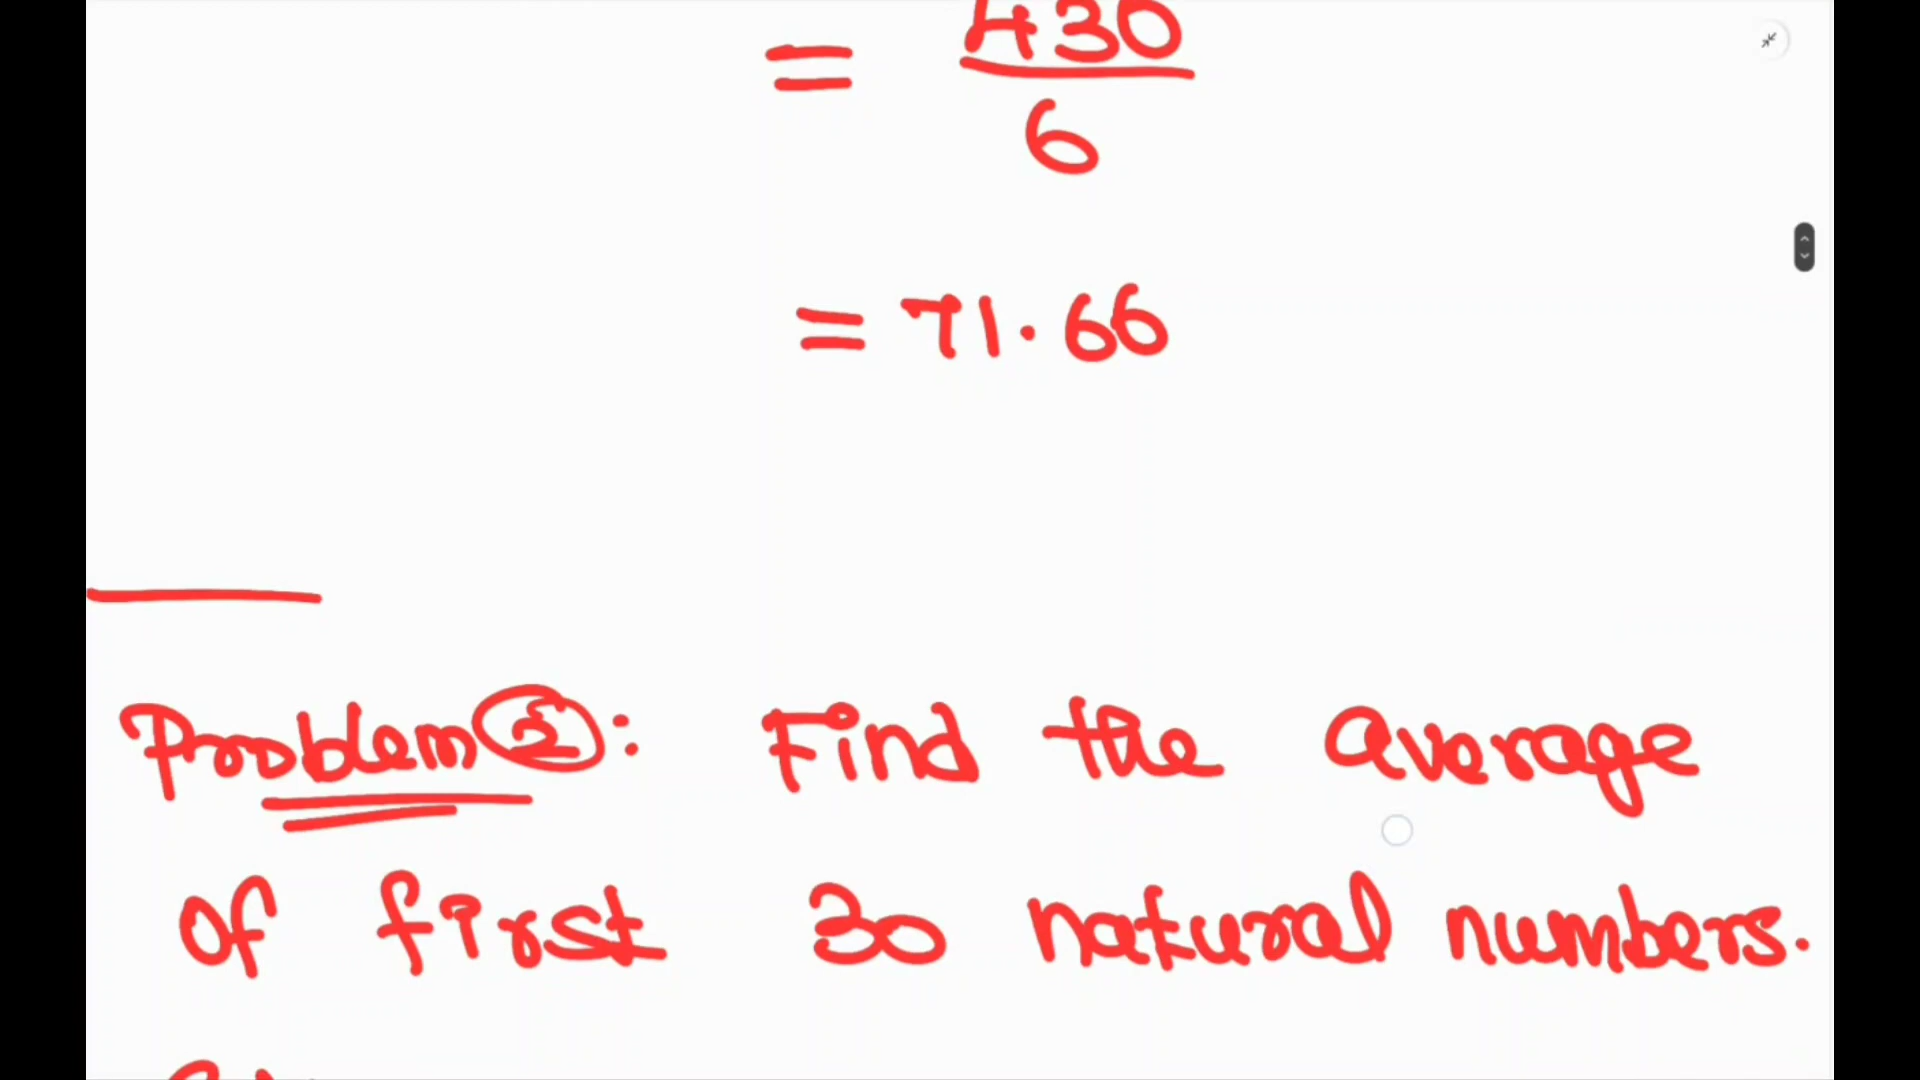 = 430
6
= 71.66
Problem ②: Find the average
of first 30 natural numbers.